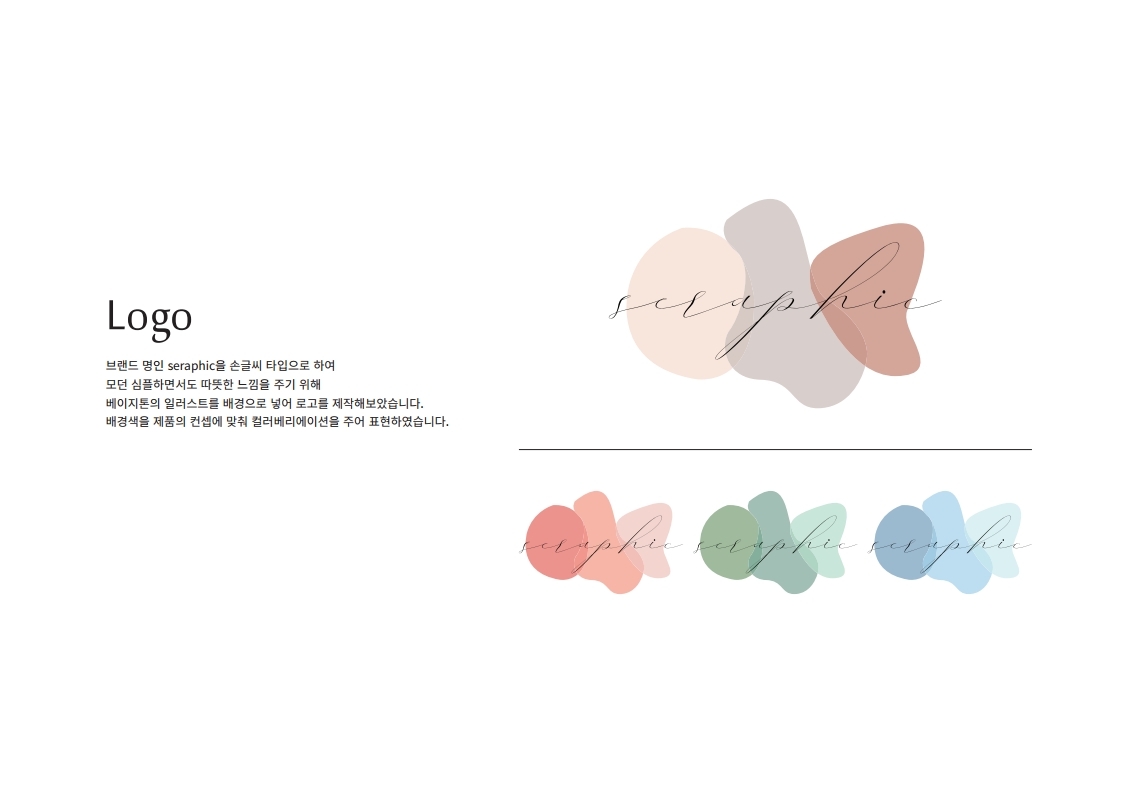 Logo
브랜드 명인 seraphic을 손글씨 타입으로 하여
모던 심플하면서도 따뜻한 느낌을 주기 위해
베이지톤의 일러스트를 배경으로 넣어 로고를 제작해보았습니다.
배경색을 제품의 컨셉에 맞춰 컬러베리에이션을 주어 표현하였습니다.
seraphic
seraphic
seraphic
seraphic